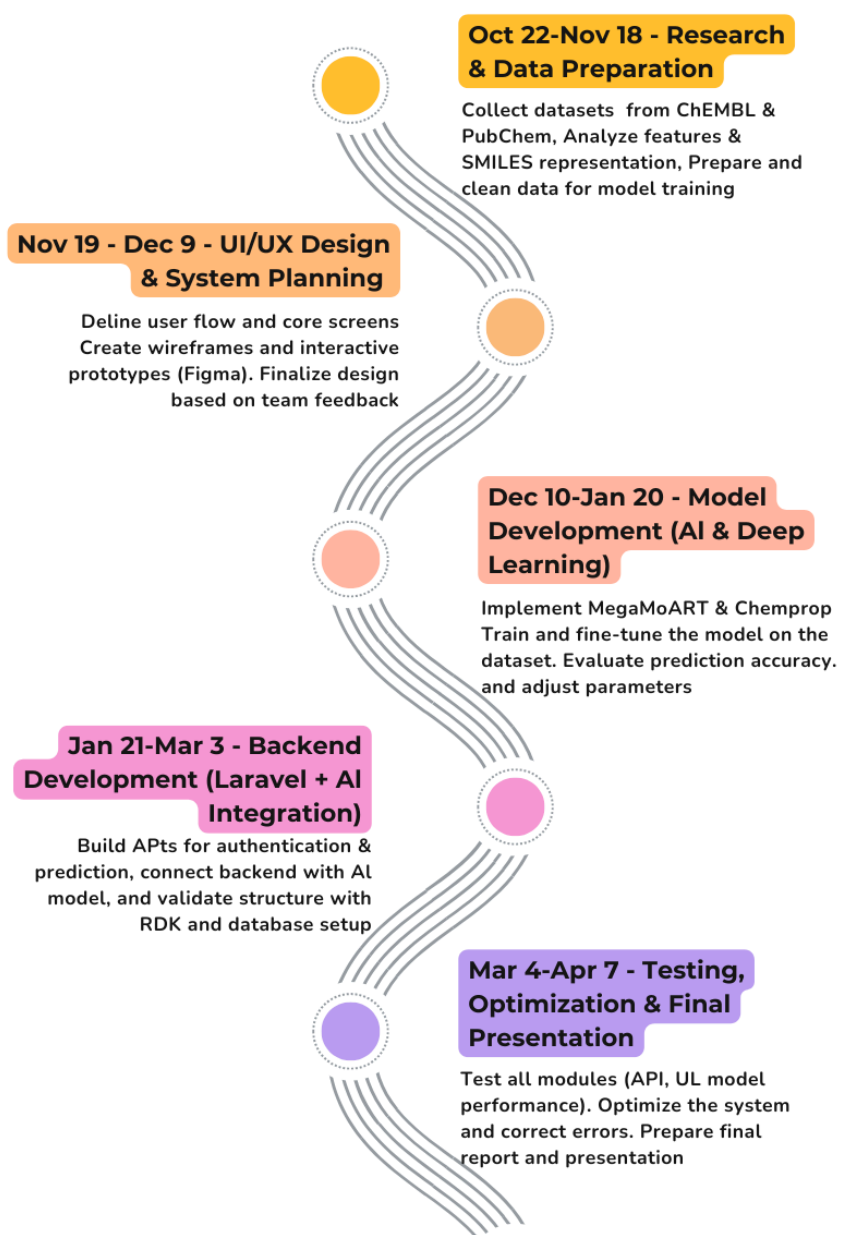 Oct 22-Nov 18 - Research
& Data Preparation
Collect datasets from ChEMBL &
PubChem, Analyze features &
SMILES representation, Prepare and
clean data for model training
Nov 19 - Dec 9 - UI/UX Design
& System Planning
Deline user flow and core screens
Create wireframes and interactive
prototypes (Figma). Finalize design
based on team feedback
Dec 10-Jan 20 - Model
Development (Al & Deep
Learning)
Implement MegaMoART & Chemprop
Train and fine-tune the model on the
dataset. Evaluate prediction accuracy.
and adjust parameters
Jan 21-Mar 3 - Backend
Development (Laravel + Al
Integration)
Build APts for authentication &
prediction, connect backend with Al
model, and validate structure with
RDK and database setup
Mar 4-Apr 7 - Testing,
Optimization & Final
Presentation
Test all modules (API, UL model
performance). Optimize the system
and correct errors. Prepare final
report and presentation